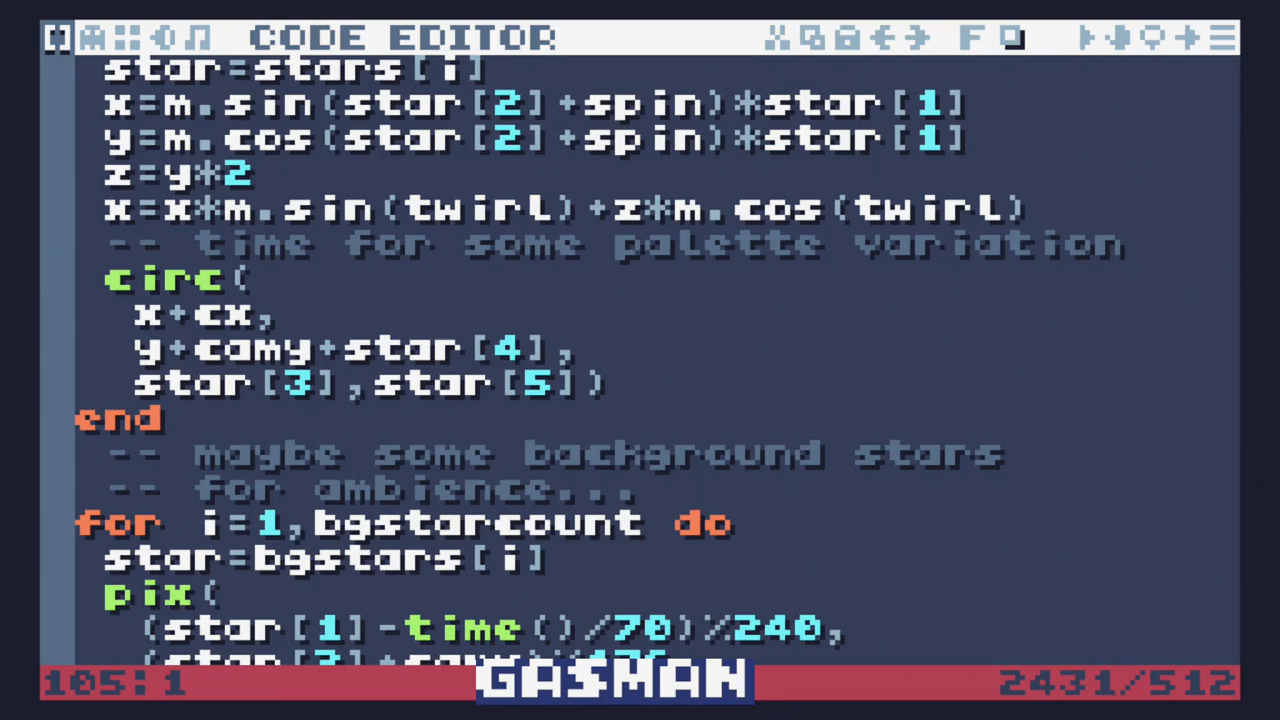 CODE EDITOR
F
star=stars[i]
x=m.sin(star[2]+spin)*star[1]
y=m.cos(star[2]+spin)*star[1]
z=y*2
x=x*m.sin(twirl)+z*m.cos(twirl)
-- time for some palette variation
circ(
x+cx,
y+camy+star[4],
star[3],star[5])
end
-- maybe some background stars
-- for ambience...
for i=1,bgstarcount do
star=bgstars[i]
pix(
(star[1]-time()/70)%240,
105:1
GASMAN
2431/512